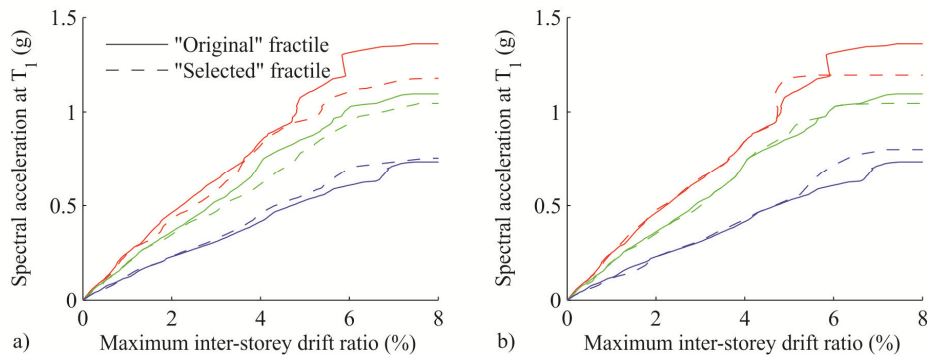 1.5
1
0.5
0
0 2 4 6 8
Spectral acceleration at T1 (g)
"Original" fractile
"Selected" fractile
a) Maximum inter-storey drift ratio (%)
1.5
1
0.5
0
0 2 4 6 8
Spectral acceleration at T1 (g)
b) Maximum inter-storey drift ratio (%)